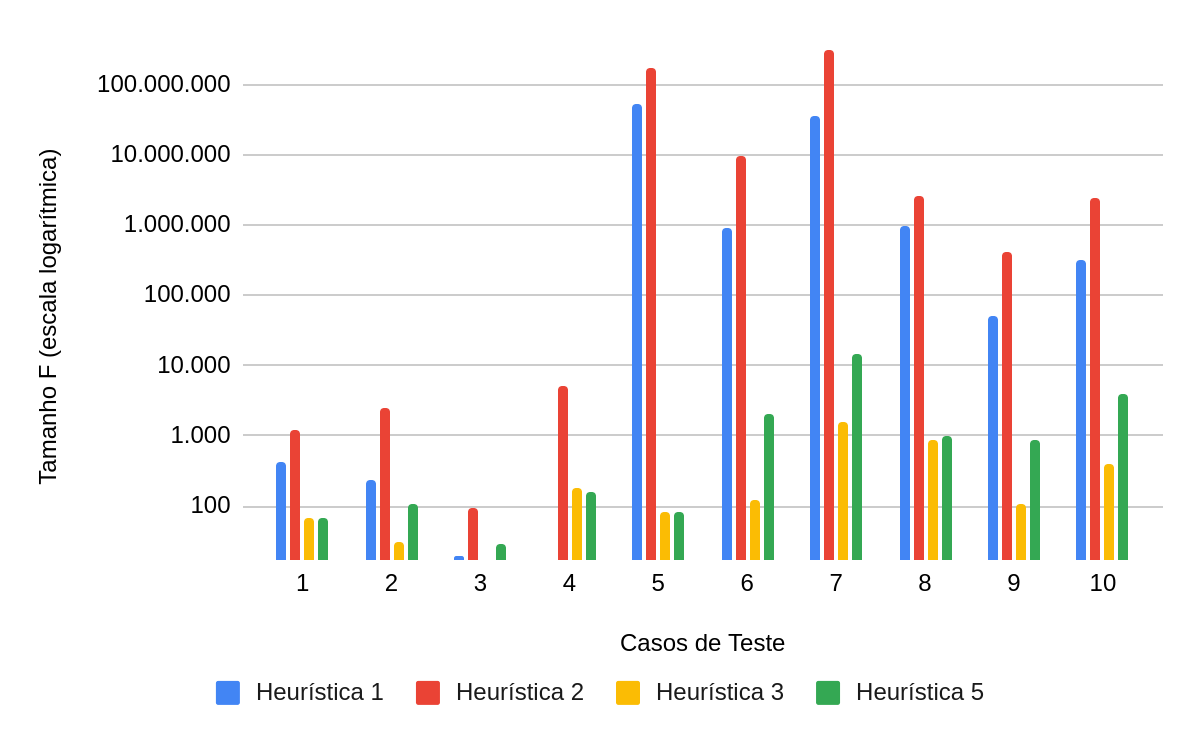 100.000.000
10.000.000
1.000.000
100.000
10.000
1.000
100
Tamanho F (escala logarítmica)
1 2 3 4 5 6 7 8 9 10
Casos de Teste
Heurística 1 Heurística 2 Heurística 3 Heurística 5